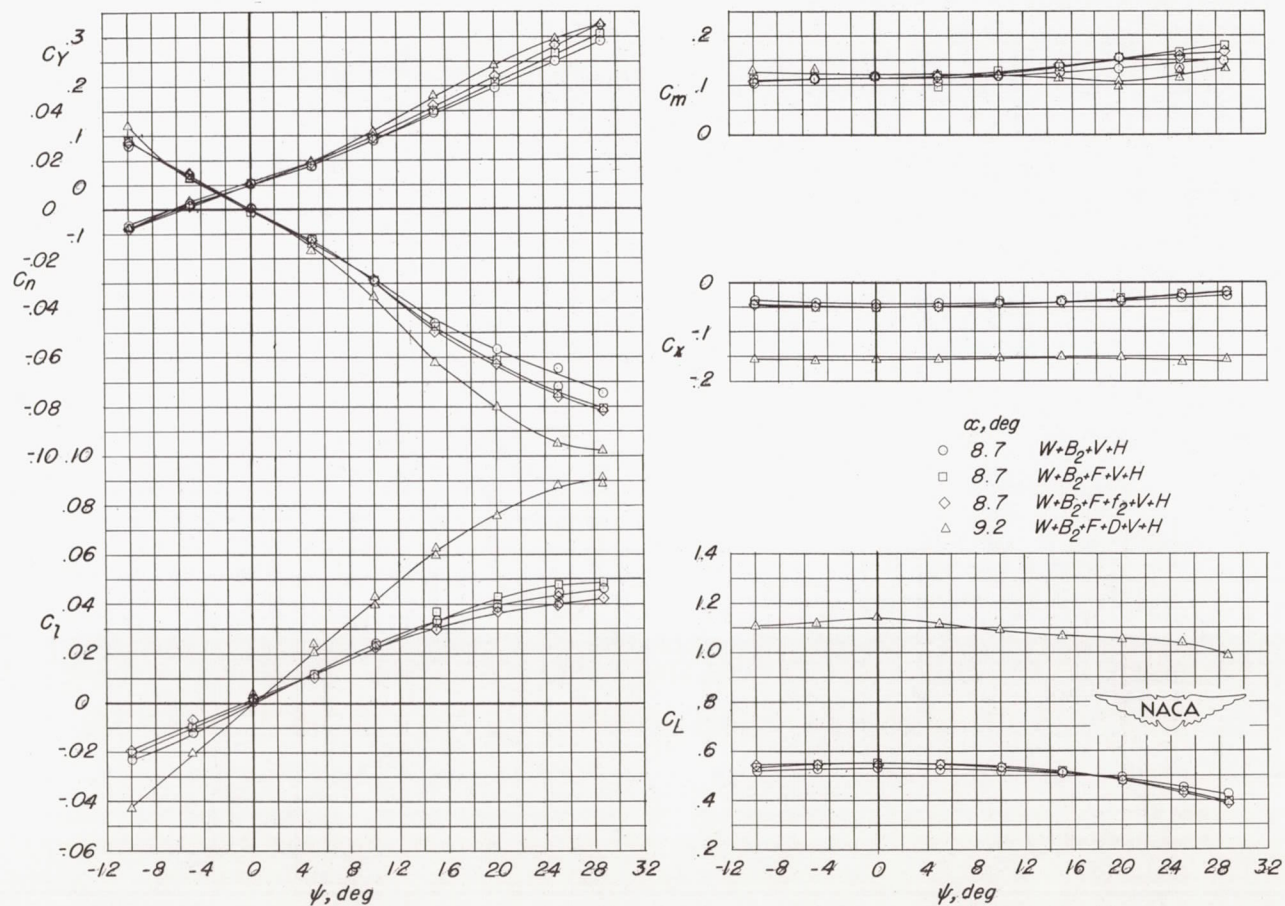 C_Y
.3
.2
.04
.1
.02
0
0
-.1
-.02
C_n
-.04
-.06
-.08
-.10 .10
.08
.06
.04
C_l
.02
0
-.02
-.04
-.06
-12 -8 -4 0 4 8 12 16 20 24 28 32
ψ, deg
.2
.1
C_m
0
0
-.1
C_x
-.2
α, deg
8.7 W+B_2+V+H
8.7 W+B_2+F+V+H
8.7 W+B_2+F+f_2+V+H
9.2 W+B_2+F+D+V+H
1.4
1.2
1.0
.8
C_L
NACA
.6
.4
.2
-12 -8 -4 0 4 8 12 16 20 24 28 32
ψ, deg